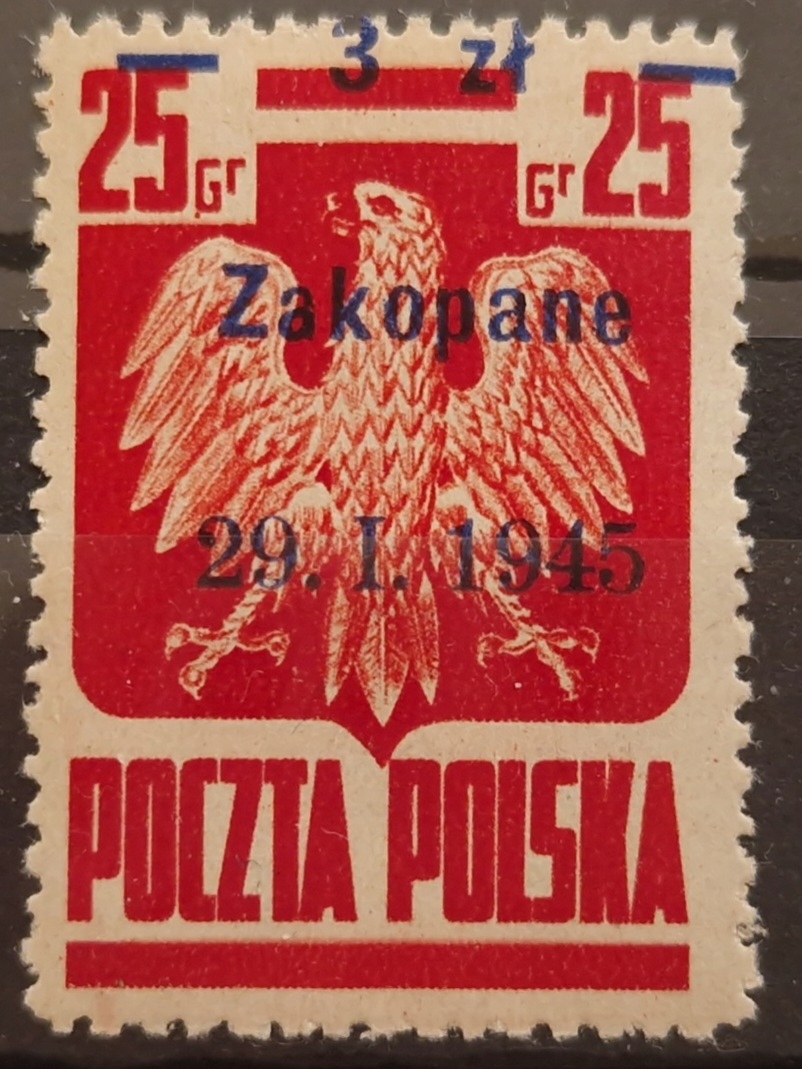 3 zł
25 Gr Gr 25
Zakopane
29. I. 1945
POCZTA POLSKA